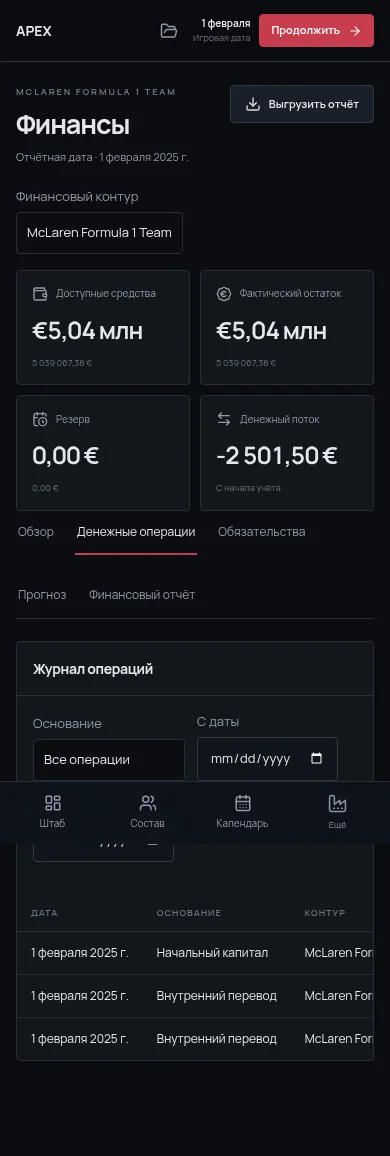 APEX
1 февраля
Игровая дата
Продолжить
MCLAREN FORMULA 1 TEAM
Финансы
Отчётная дата · 1 февраля 2025 г.
Выгрузить отчёт
Финансовый контур
McLaren Formula 1 Team
Доступные средства
€5,04 млн
5 039 067,38 €
Фактический остаток
€5,04 млн
5 039 067,38 €
Резерв
0,00 €
0,00 €
Денежный поток
-2 501,50 €
С начала учёта
Обзор
Денежные операции
Обязательства
Прогноз
Финансовый отчёт
Журнал операций
Основание
Все операции
С даты
mm/dd/yyyy
Штаб
Состав
Календарь
Ещё
ДАТА ОСНОВАНИЕ КОНТУР
1 февраля 2025 г. Начальный капитал McLaren
1 февраля 2025 г. Внутренний перевод McLaren
1 февраля 2025 г. Внутренний перевод McLaren